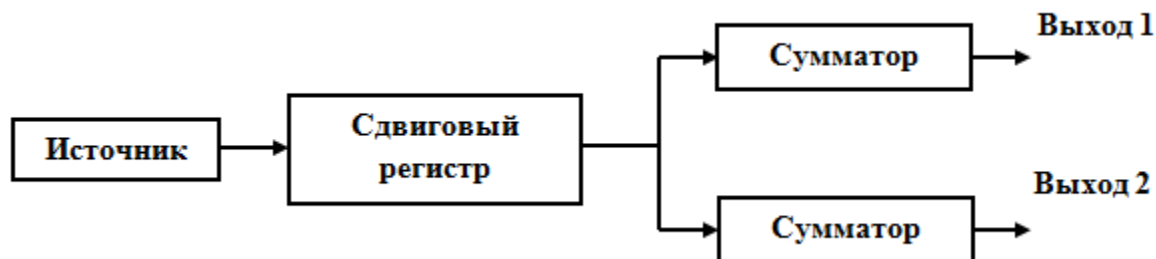 Выход 1
Сумматор
Сдвиговый
регистр
Источник
Выход 2
Сумматор